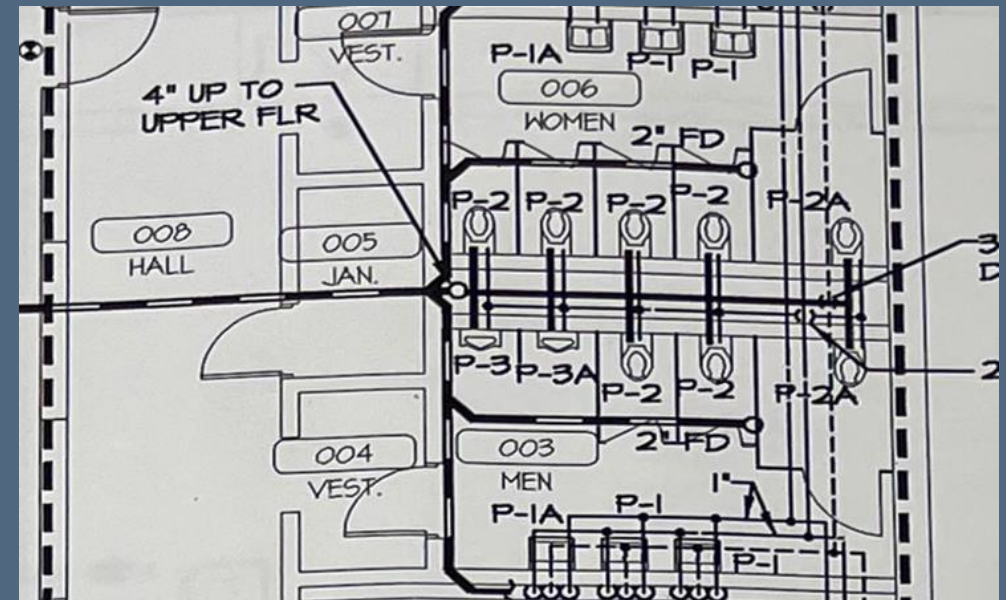 007
VEST.
P-1A
P-1
P-1
4" UP TO
UPPER FLR
006
WOMEN
2" FD
P-2
P-2
P-2
P-2
P-2A
008
HALL
005
JAN.
3
D
P-3
P-3A
P-2
P-2
P-2A
2
004
VEST.
003
MEN
2" FD
1"
P-1A
P-1
P-1